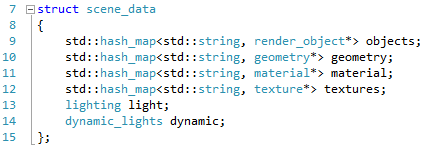 7 struct scene_data
8 {
9 std::hash_map<std::string, render_object*> objects;
10 std::hash_map<std::string, geometry*> geometry;
11 std::hash_map<std::string, material*> material;
12 std::hash_map<std::string, texture*> textures;
13 lighting light;
14 dynamic_lights dynamic;
15 };